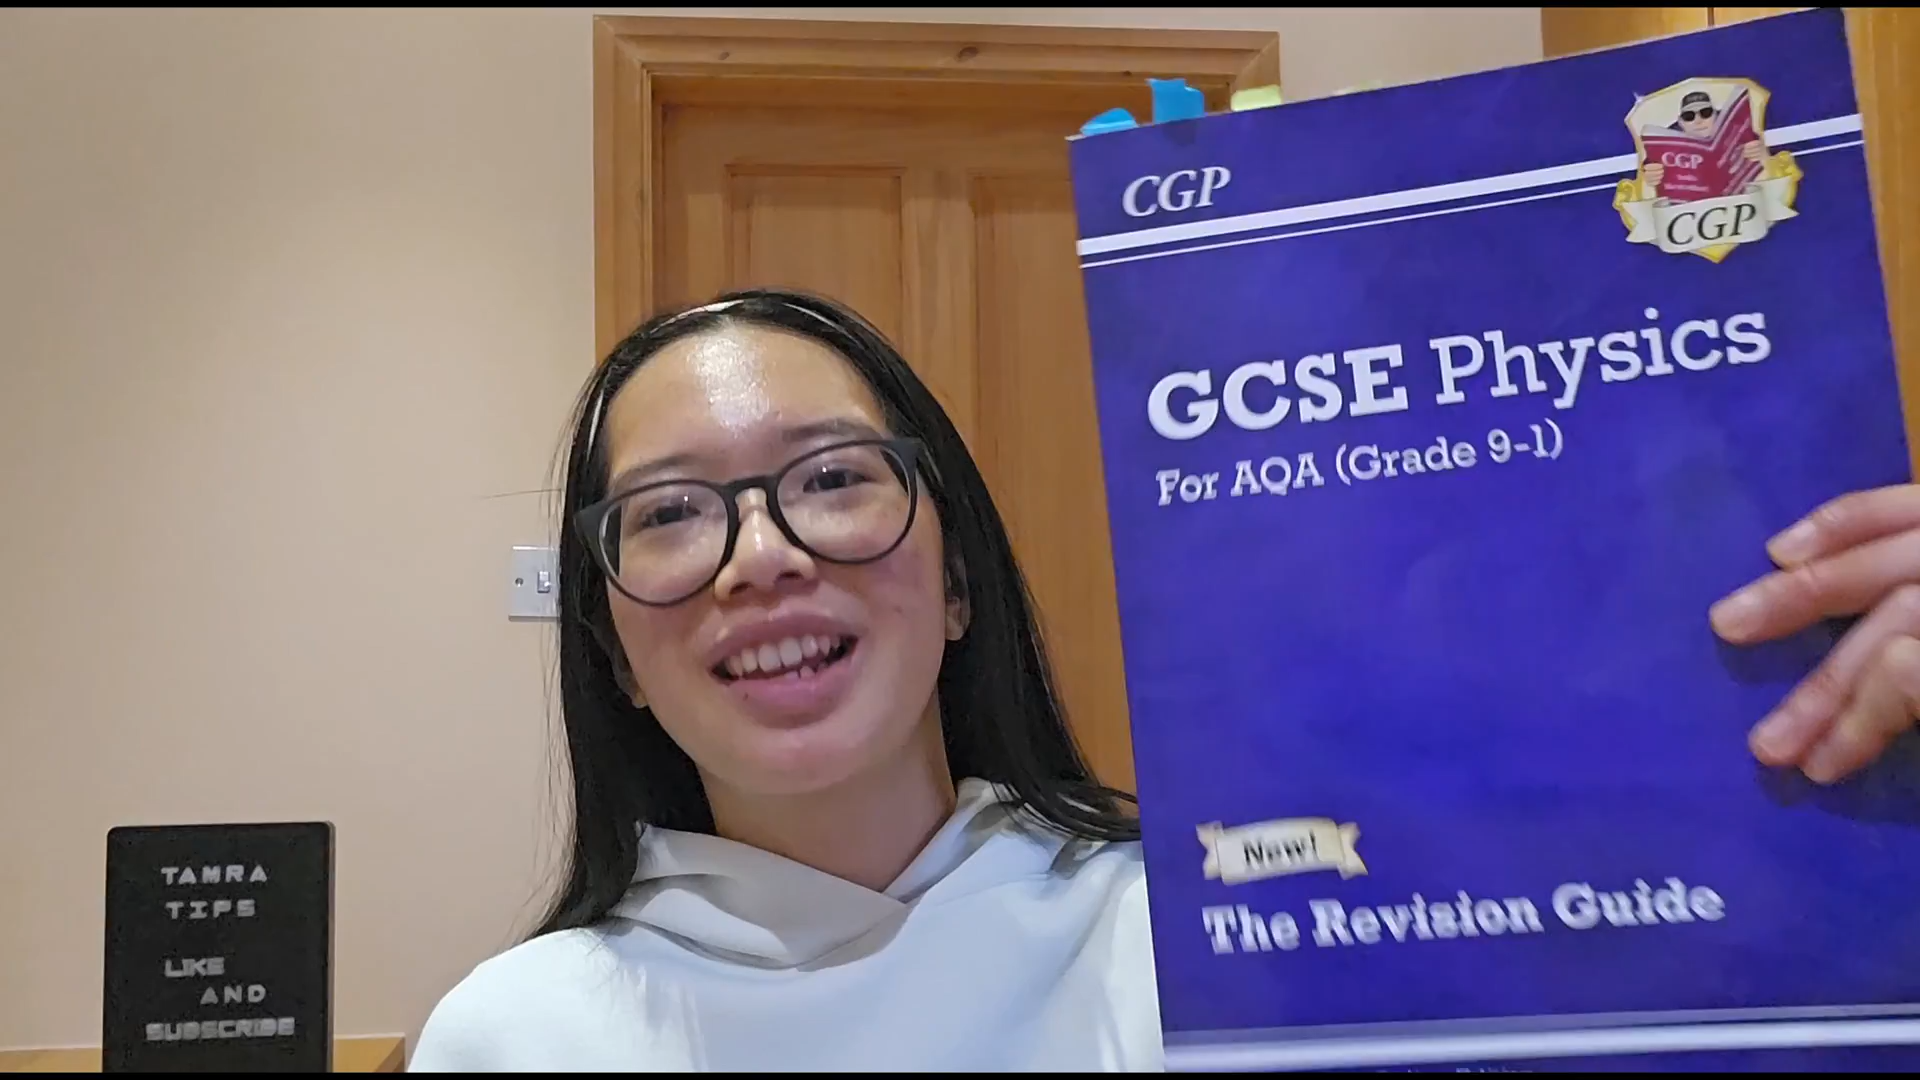 CGP
CGP
CGP
GCSE Physics
For AQA (Grade 9-1)
New!
The Revision Guide
TAMRA
TIPS
LIKE
AND
SUBSCRIBE